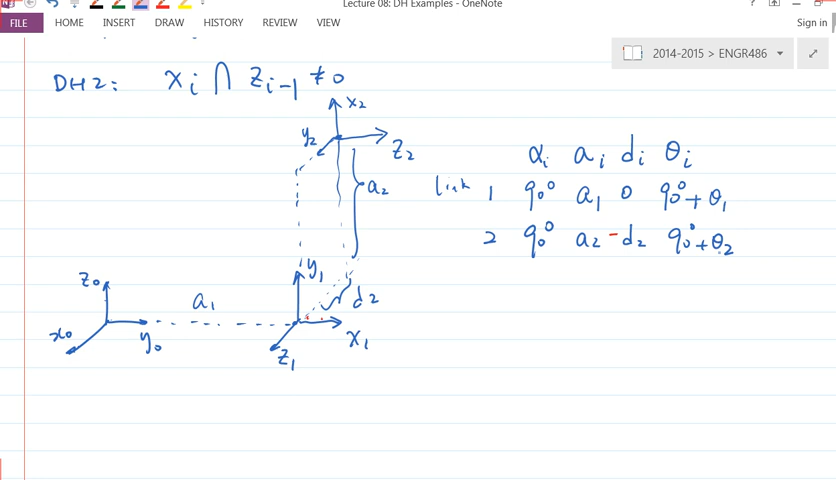 Lecture 08: DH Examples - OneNote
FILE HOME INSERT DRAW HISTORY REVIEW VIEW
Sign in
2014-2015 > ENGR486
DH2: xᵢ ∩ zᵢ₋₁ ≠ 0
x₂
y₂
z₂
a₂
αᵢ aᵢ dᵢ θᵢ
link 1 90° a₁ 0 90°+θ₁
2 90° a₂ -d₂ 90°+θ₂
z₀
a₁
y₁
d₂
x₀
y₀
x₁
z₁